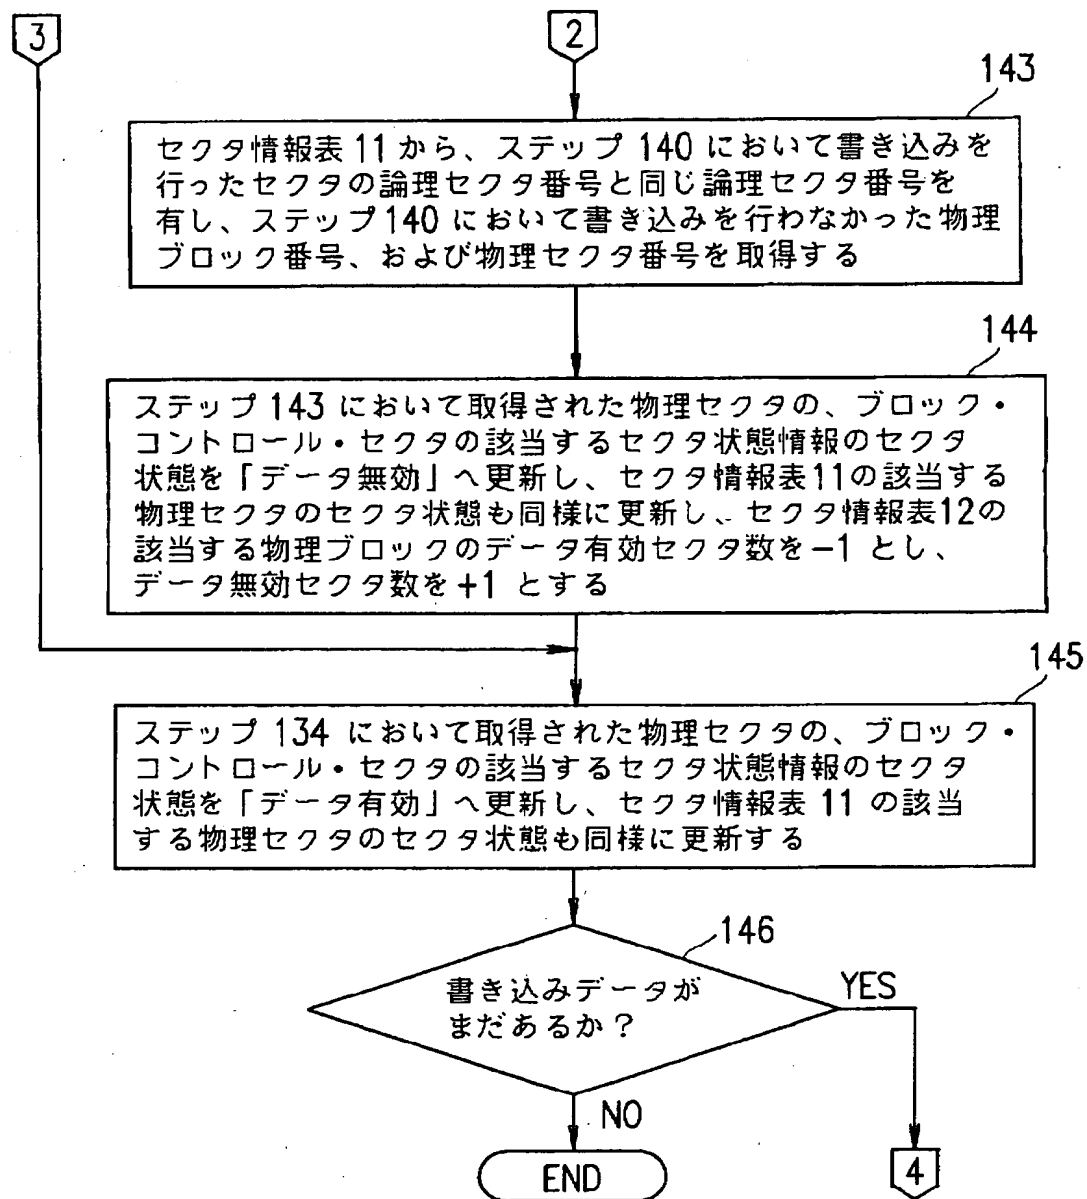 3
2
143
セクタ情報表 11 から、ステップ 140 において書き込みを
行ったセクタの論理セクタ番号と同じ論理セクタ番号を
有し、ステップ140 において書き込みを行わなかった物理
ブロック番号、および物理セクタ番号を取得する
144
ステップ 143 において取得された物理セクタの、ブロック・
コントロール・セクタの該当するセクタ状態情報のセクタ
状態を「データ無効」へ更新し、セクタ情報表11の該当する
物理セクタのセクタ状態も同様に更新し、セクタ情報表12の
該当する物理ブロックのデータ有効セクタ数を-1 とし、
データ無効セクタ数を+1 とする
145
ステップ 134 において取得された物理セクタの、ブロック・
コントロール・セクタの該当するセクタ状態情報のセクタ
状態を「データ有効」へ更新し、セクタ情報表 11 の該当
する物理セクタのセクタ状態も同様に更新する
146
書き込みデータが
まだあるか?
YES
NO
END
4